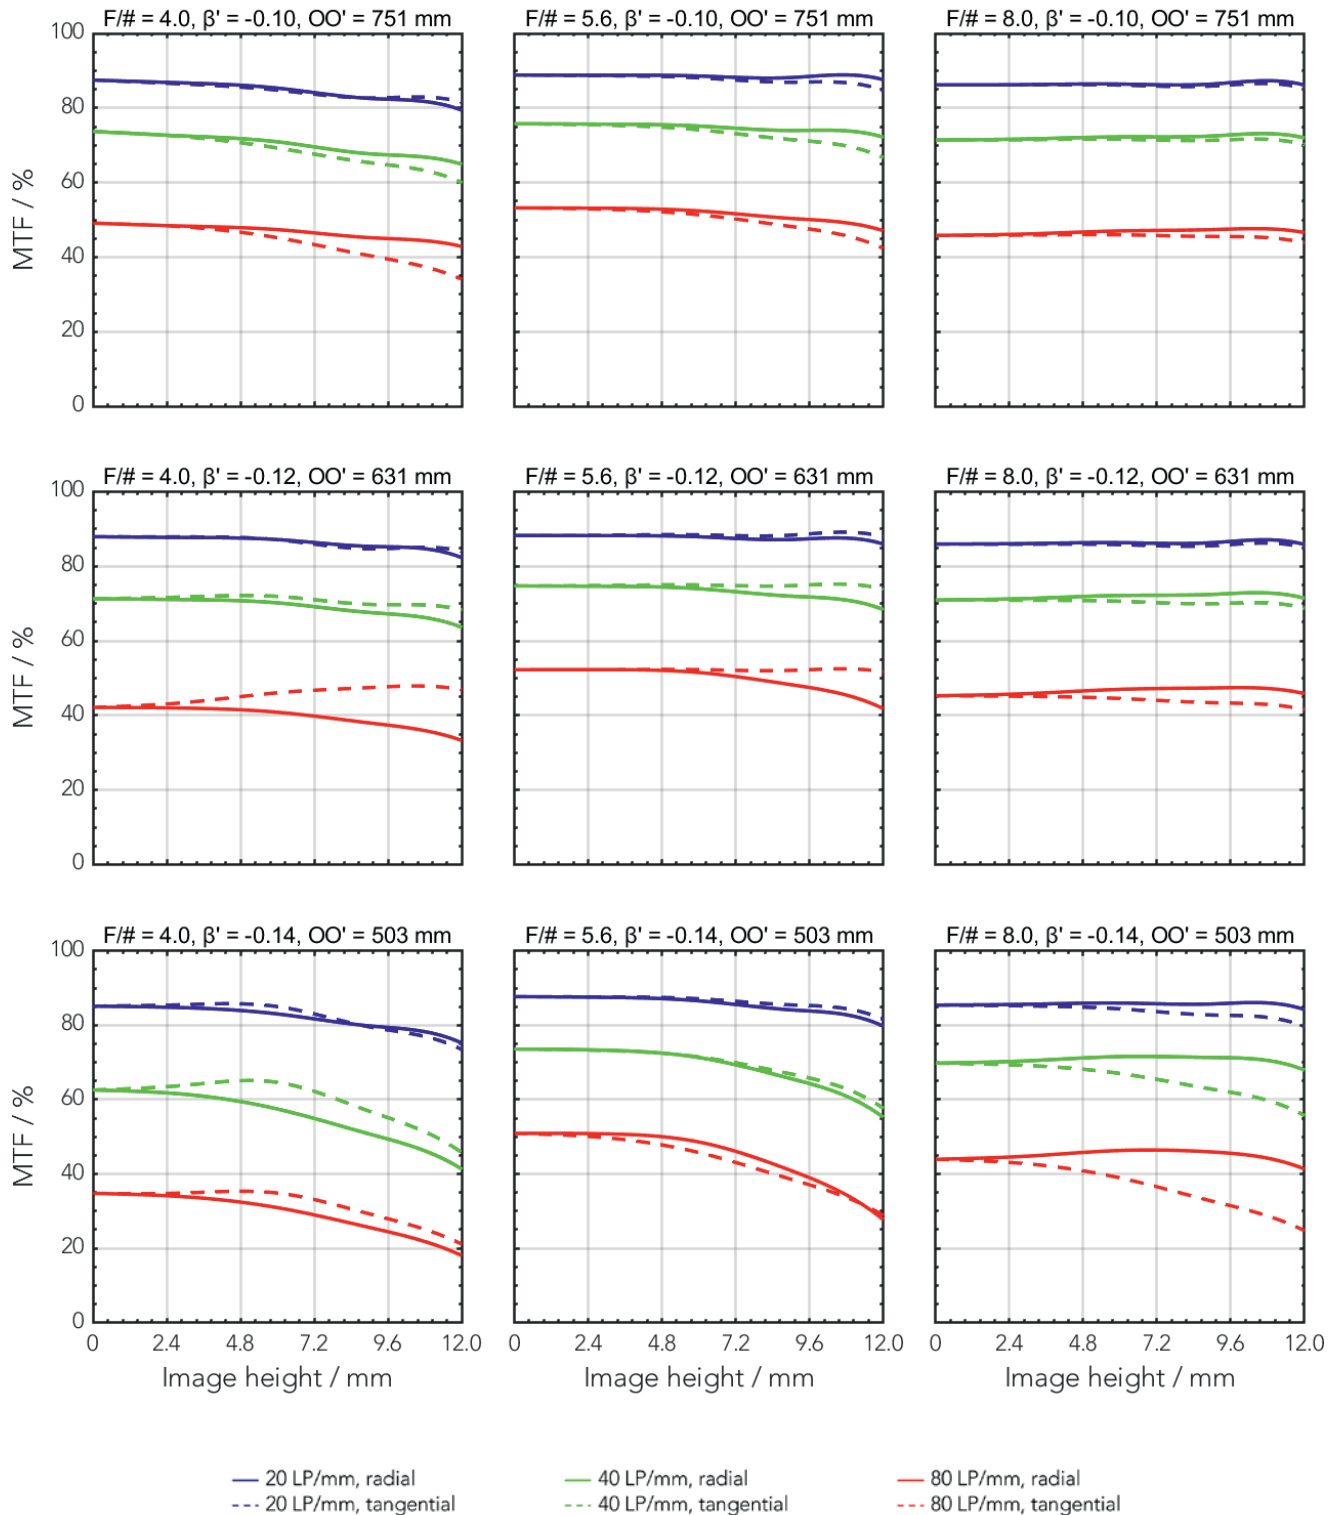 F/# = 4.0, β' = -0.10, OO' = 751 mm
F/# = 5.6, β' = -0.10, OO' = 751 mm
F/# = 8.0, β' = -0.10, OO' = 751 mm
100
80
60
40
20
0
MTF / %
F/# = 4.0, β' = -0.12, OO' = 631 mm
F/# = 5.6, β' = -0.12, OO' = 631 mm
F/# = 8.0, β' = -0.12, OO' = 631 mm
100
80
60
40
20
0
MTF / %
F/# = 4.0, β' = -0.14, OO' = 503 mm
F/# = 5.6, β' = -0.14, OO' = 503 mm
F/# = 8.0, β' = -0.14, OO' = 503 mm
100
80
60
40
20
0
MTF / %
0 2.4 4.8 7.2 9.6 12.0
0 2.4 4.8 7.2 9.6 12.0
0 2.4 4.8 7.2 9.6 12.0
Image height / mm
Image height / mm
Image height / mm
20 LP/mm, radial
40 LP/mm, radial
80 LP/mm, radial
20 LP/mm, tangential
40 LP/mm, tangential
80 LP/mm, tangential